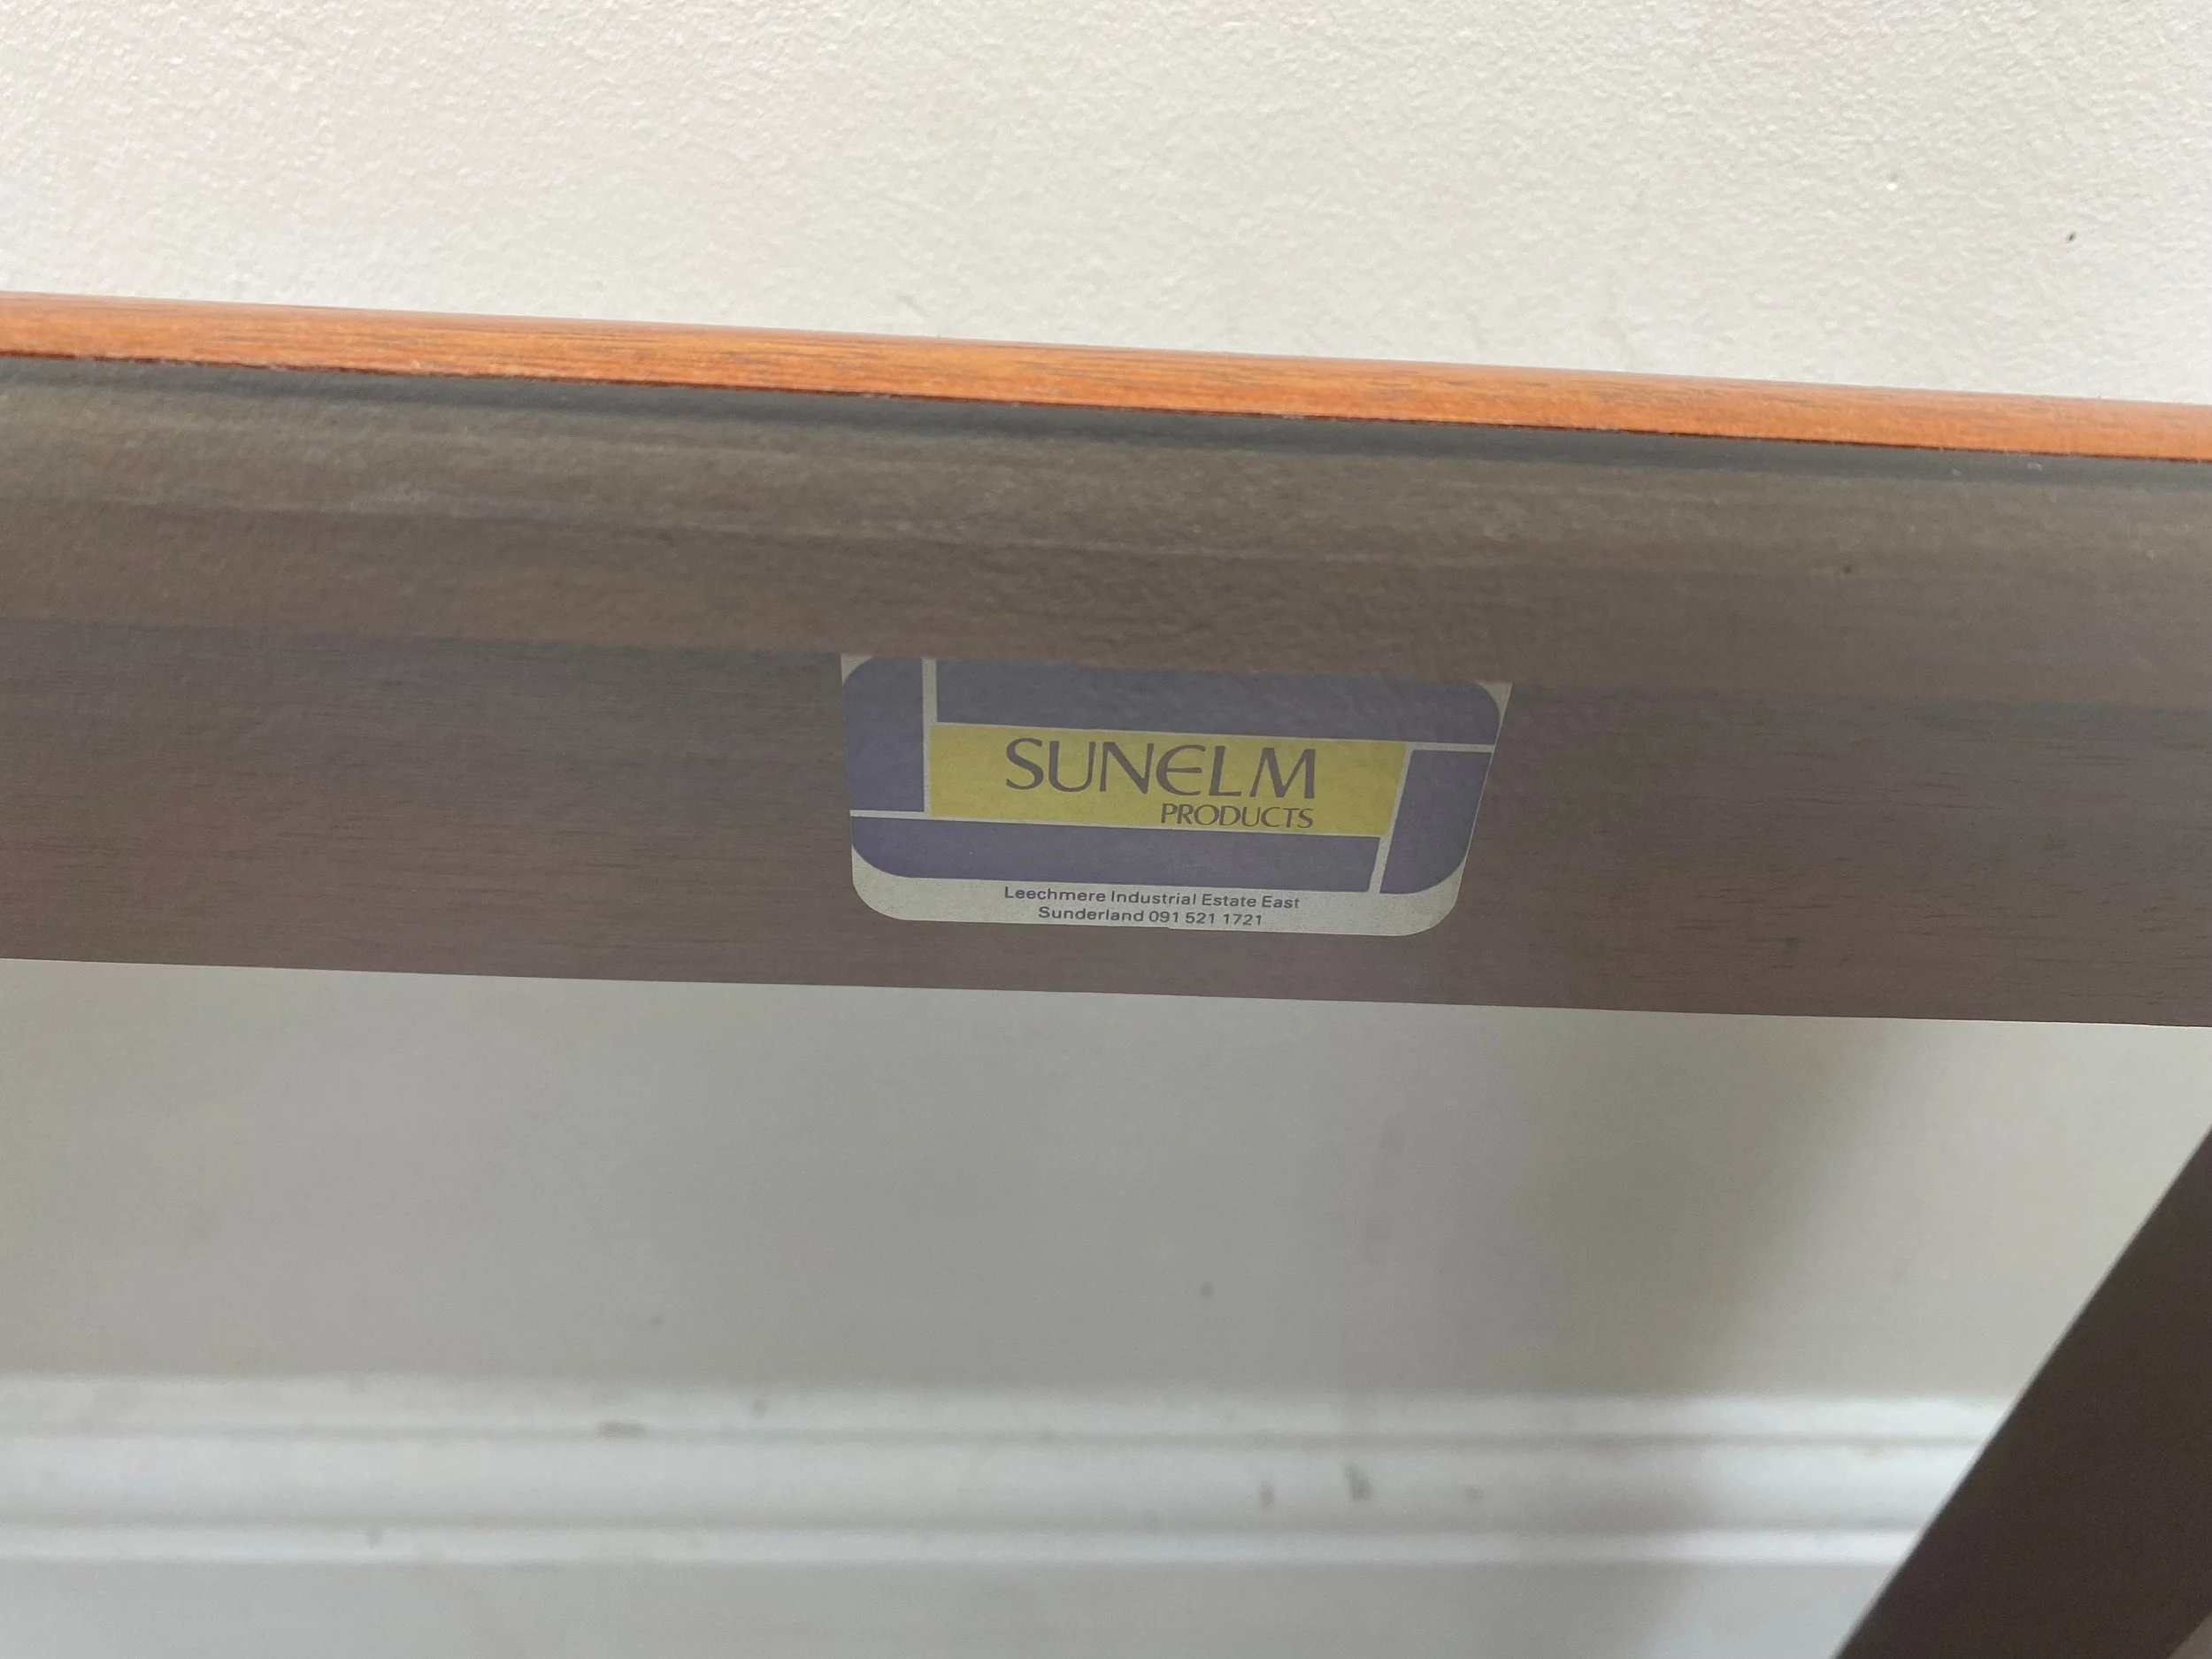 SUNELM
PRODUCTS
Leechmere Industrial Estate East
Sunderland 091 521 1721